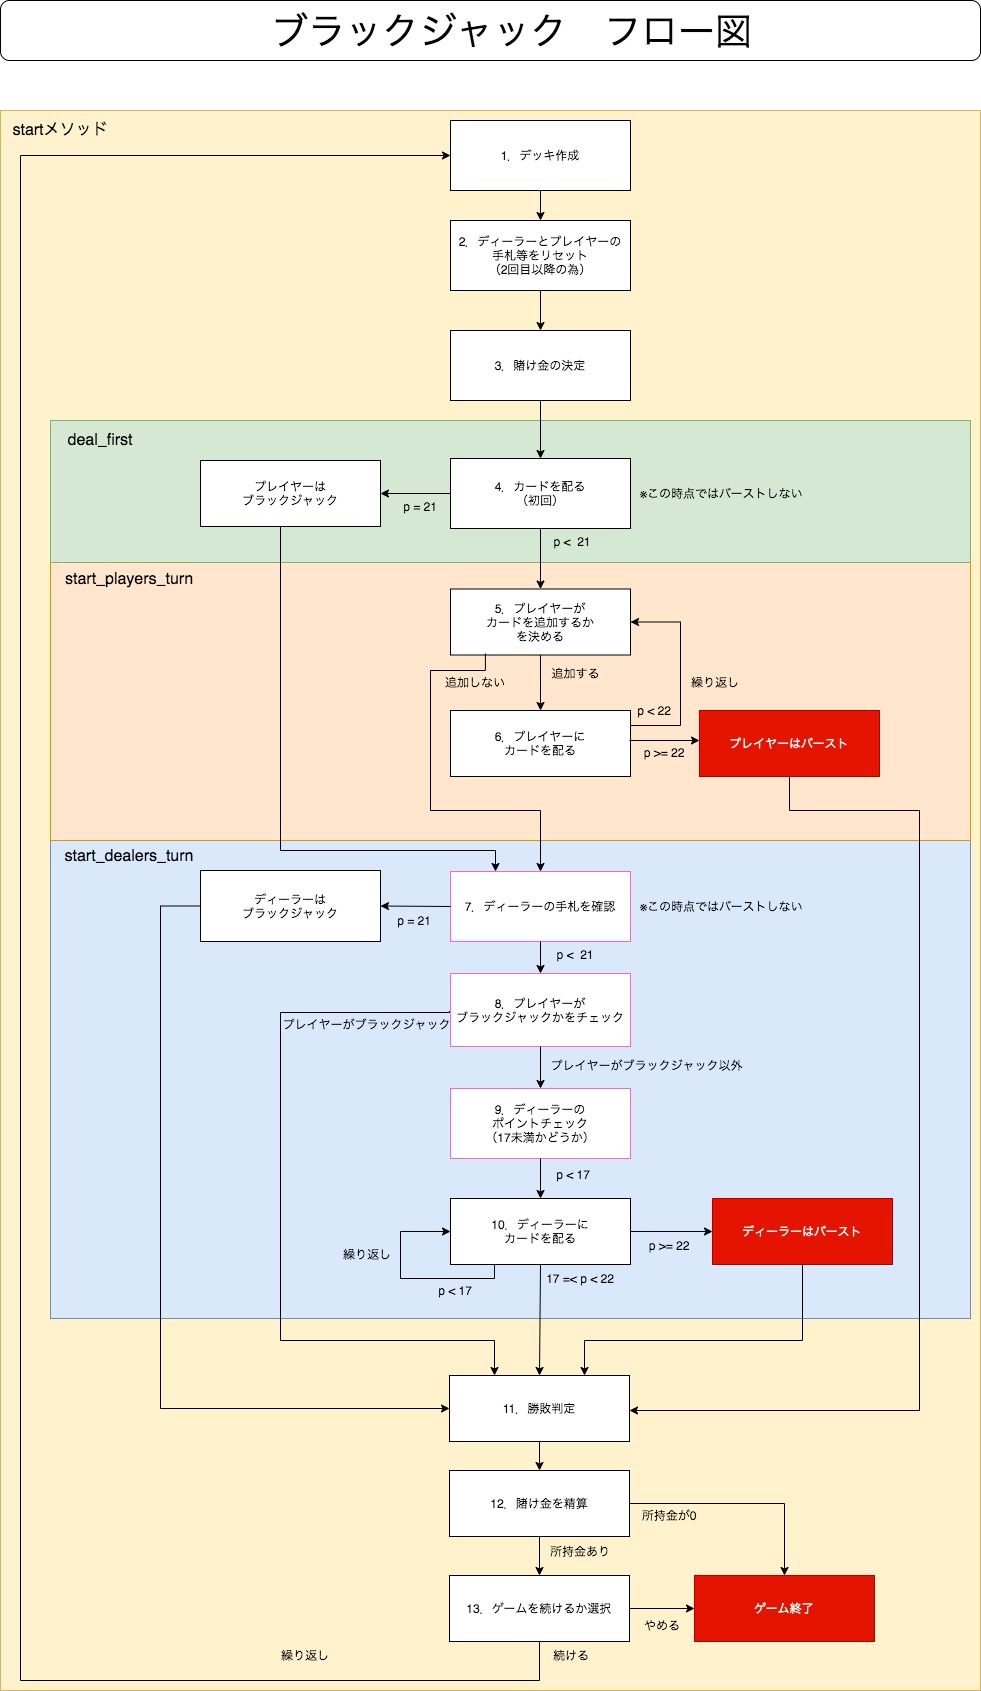 ブラックジャック　フロー図
startメソッド
1. デッキ作成
2. ディーラーとプレイヤーの
手札等をリセット
（2回目以降の為）
3. 賭け金の決定
deal_first
プレイヤーは
ブラックジャック
p = 21
4. カードを配る
（初回）
※この時点ではバーストしない
p < 21
start_players_turn
5. プレイヤーが
カードを追加するか
を決める
追加しない
追加する
繰り返し
p < 22
6. プレイヤーに
カードを配る
p >= 22
プレイヤーはバースト
start_dealers_turn
ディーラーは
ブラックジャック
p = 21
7. ディーラーの手札を確認
※この時点ではバーストしない
p < 21
8. プレイヤーが
ブラックジャックかをチェック
プレイヤーがブラックジャック
プレイヤーがブラックジャック以外
9. ディーラーの
ポイントチェック
（17未満かどうか）
p < 17
10. ディーラーに
カードを配る
p >= 22
ディーラーはバースト
繰り返し
p < 17
17 =< p < 22
11. 勝敗判定
12. 賭け金を精算
所持金が0
所持金あり
13. ゲームを続けるか選択
やめる
ゲーム終了
繰り返し
続ける